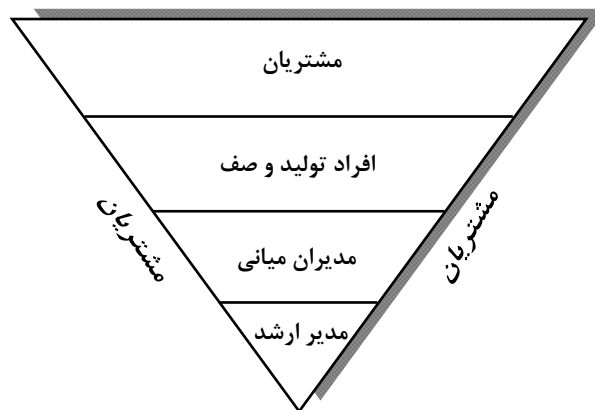 مشتریان
افراد تولید و صف
مدیران میانی
مدیر ارشد
مشتریان
مشتریان